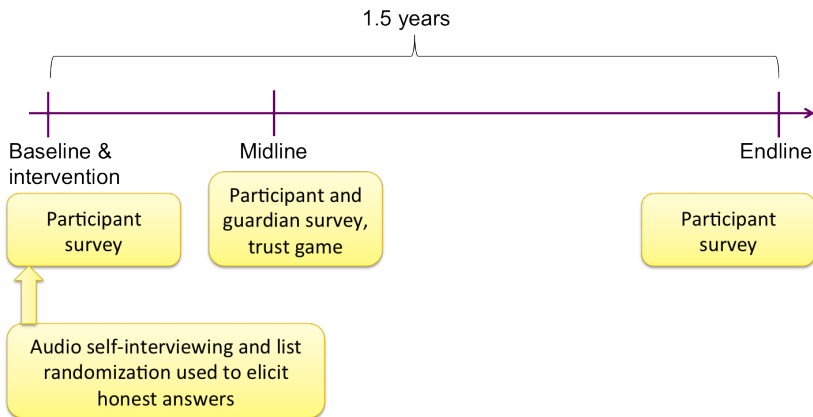 1.5 years
Baseline &
intervention
Midline
Endline
Participant
survey
Participant and
guardian survey,
trust game
Participant
survey
Audio self-interviewing and list
randomization used to elicit
honest answers